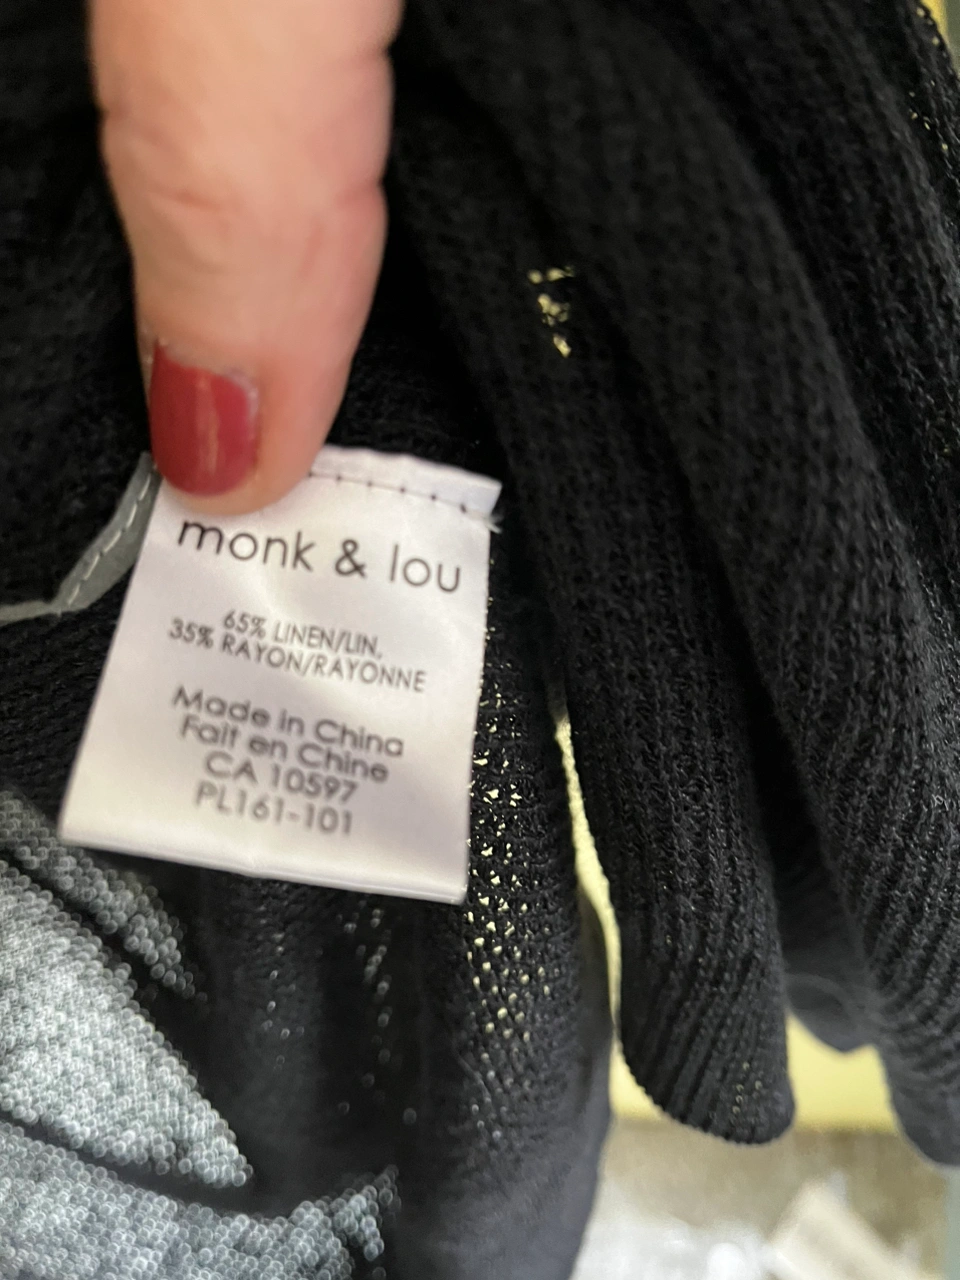 monk & lou
65% LINEN/LIN,
35% RAYON/RAYONNE
Made in China
Fait en Chine
CA 10597
PL161-101